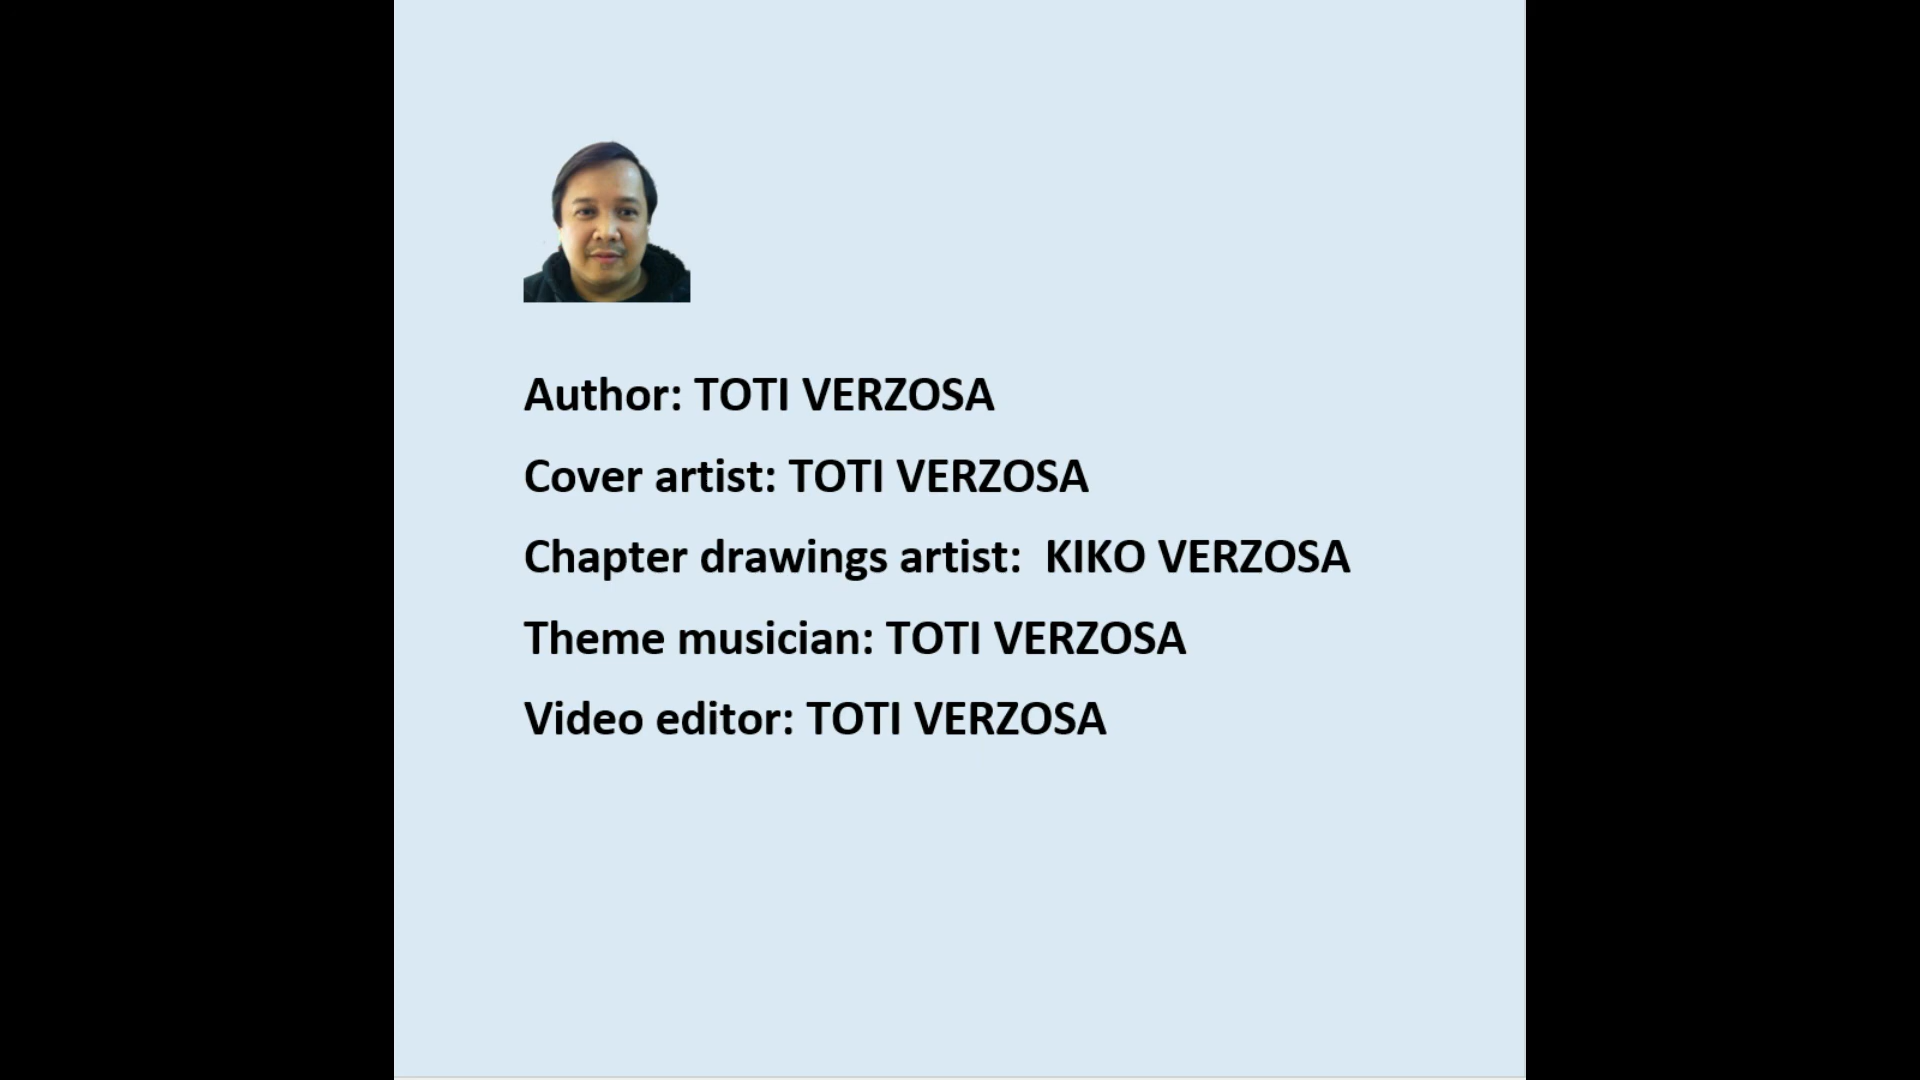 Author: TOTI VERZOSA
Cover artist: TOTI VERZOSA
Chapter drawings artist:  KIKO VERZOSA
Theme musician: TOTI VERZOSA
Video editor: TOTI VERZOSA